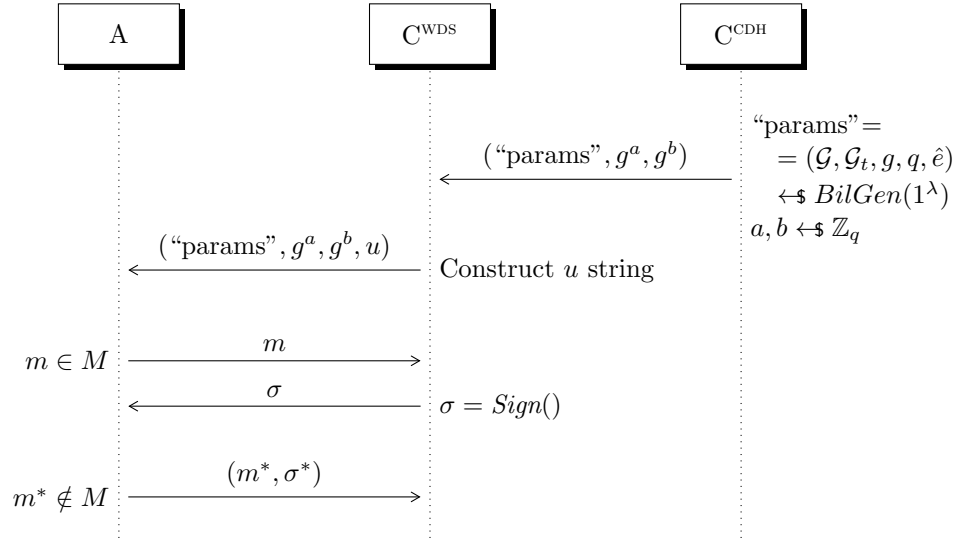 A
C^WDS
C^CDH
“params”=
= (𝒢, 𝒢_t, g, q, ê)
↞$ BilGen(1^λ)
a, b ↞$ ℤ_q
(“params”, g^a, g^b)
(“params”, g^a, g^b, u)
Construct u string
m ∈ M
m
σ
σ = Sign()
m* ∉ M
(m*, σ*)